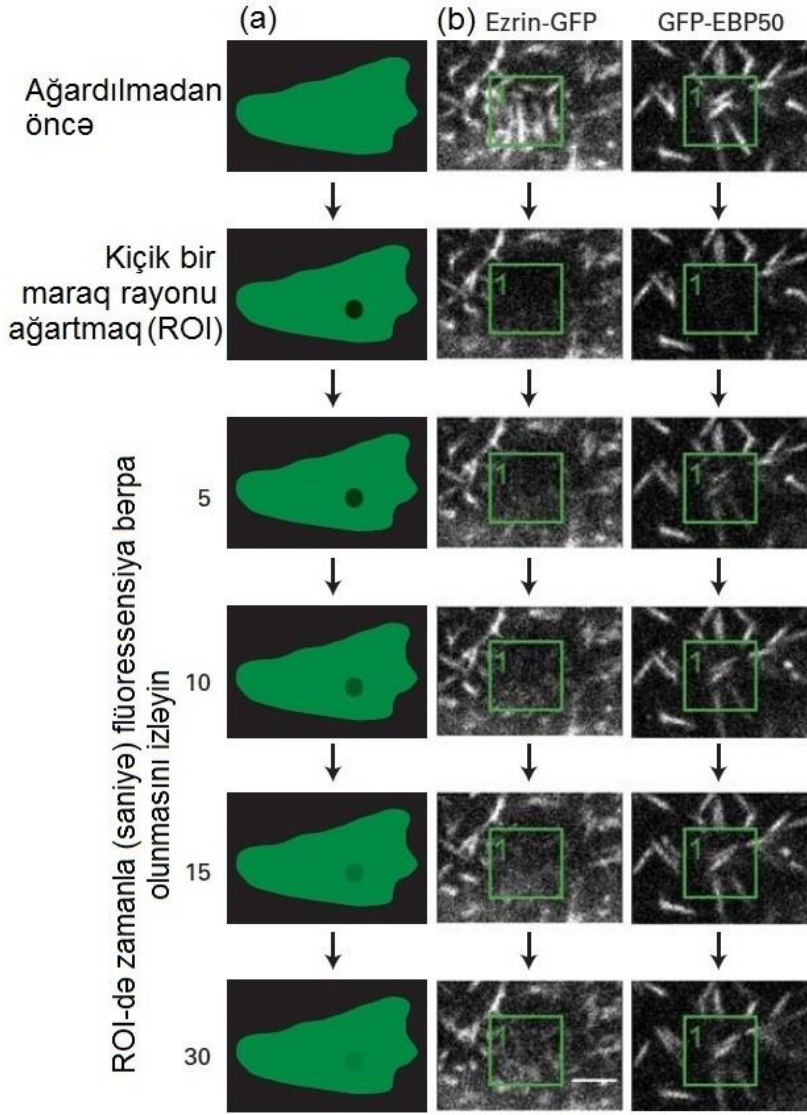 (a)
(b) Ezrin-GFP
GFP-EBP50
Ağardılmadan
öncə
1
1
Kiçik bir
maraq rayonu
ağartmaq (ROI)
1
1
ROI-də zamanla (saniyə) flüoressensiya bərpa
olunmasını izləyin
5
1
1
10
1
1
15
1
1
30
1
1